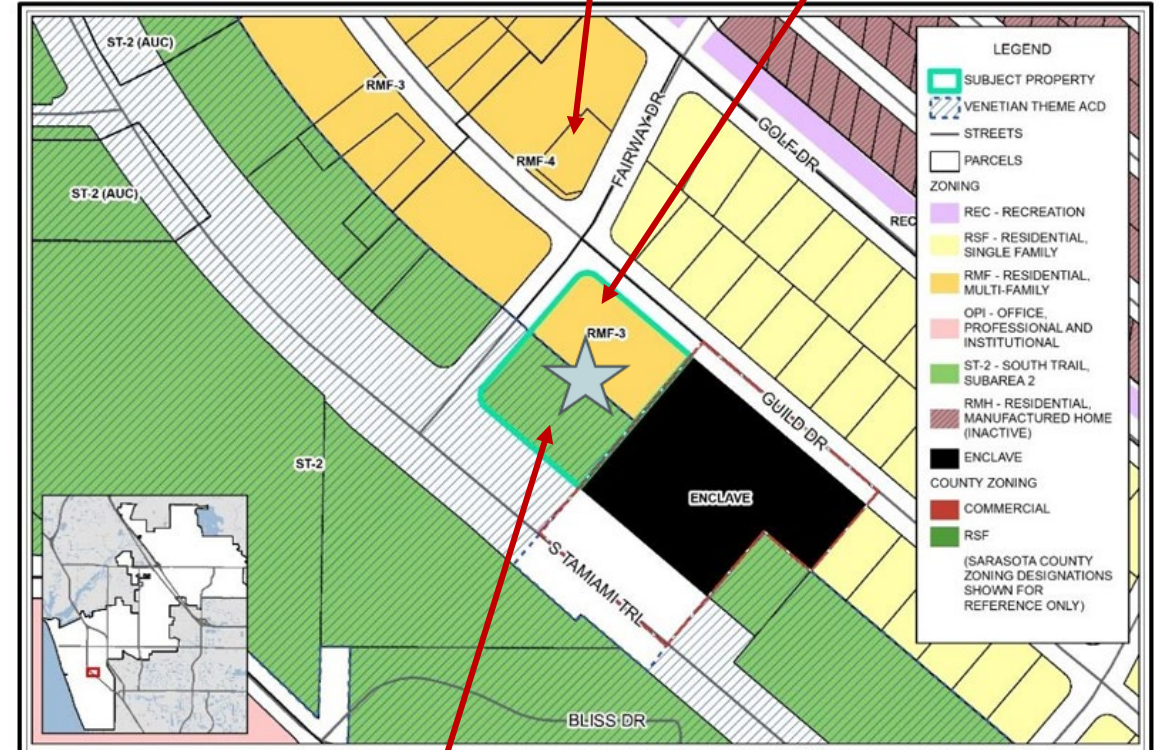 ST-2 (AUC)
RMF-3
RMF-4
FAIRWAY DR
GOLF DR
REC
ST-2 (AUC)
RMF-3
GUILD DR
ST-2
ENCLAVE
S TAMIAMI TRL
BLISS DR
LEGEND
SUBJECT PROPERTY
VENETIAN THEME ACD
STREETS
PARCELS
ZONING
REC - RECREATION
RSF - RESIDENTIAL,
SINGLE FAMILY
RMF - RESIDENTIAL,
MULTI-FAMILY
OPI - OFFICE,
PROFESSIONAL AND
INSTITUTIONAL
ST-2 - SOUTH TRAIL,
SUBAREA 2
RMH - RESIDENTIAL,
MANUFACTURED HOME
(INACTIVE)
ENCLAVE
COUNTY ZONING
COMMERCIAL
RSF
(SARASOTA COUNTY
ZONING DESIGNATIONS
SHOWN FOR
REFERENCE ONLY)